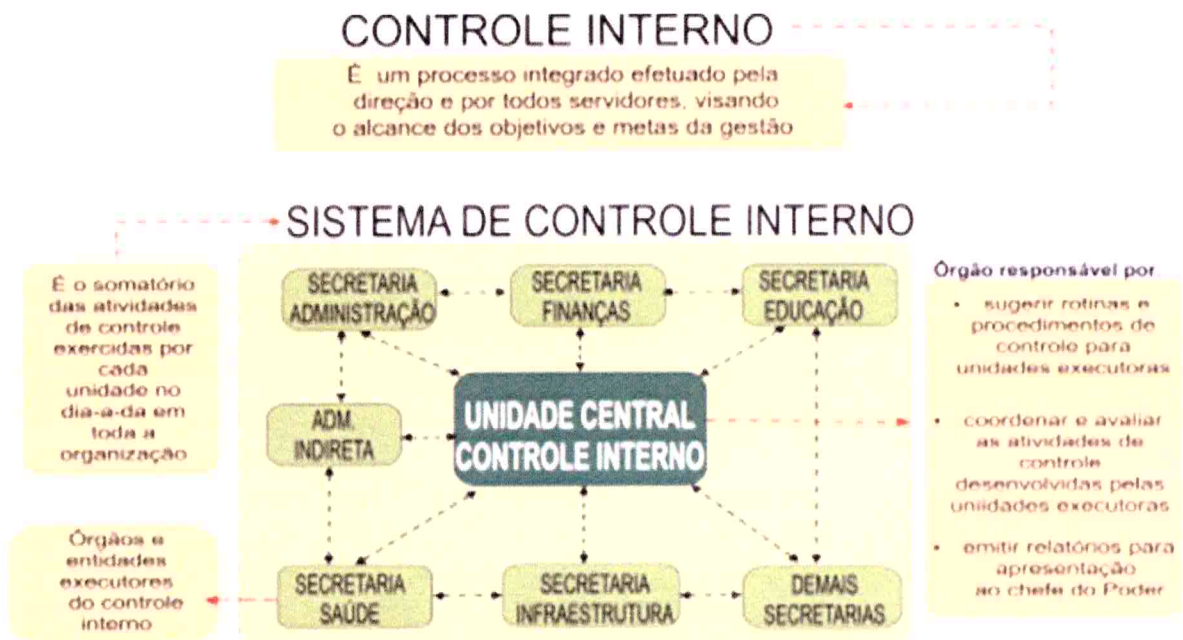 CONTROLE INTERNO
É um processo integrado efetuado pela
direção e por todos servidores, visando
o alcance dos objetivos e metas da gestão
SISTEMA DE CONTROLE INTERNO
É o somatório
das atividades
de controle
exercidas por
cada
unidade no
dia-a-da em
toda a
organização
Órgãos e
entidades
executores
do controle
interno
SECRETARIA
ADMINISTRAÇÃO
SECRETARIA
FINANÇAS
SECRETARIA
EDUCAÇÃO
ADM.
INDIRETA
UNIDADE CENTRAL
CONTROLE INTERNO
SECRETARIA
SAÚDE
SECRETARIA
INFRAESTRUTURA
DEMAIS
SECRETARIAS
Órgão responsável por
• sugerir rotinas e
procedimentos de
controle para
unidades executoras
• coordenar e avaliar
as atividades de
controle
desenvolvidas pelas
uniidades executoras
• emitir relatórios para
apresentação
ao chefe do Poder